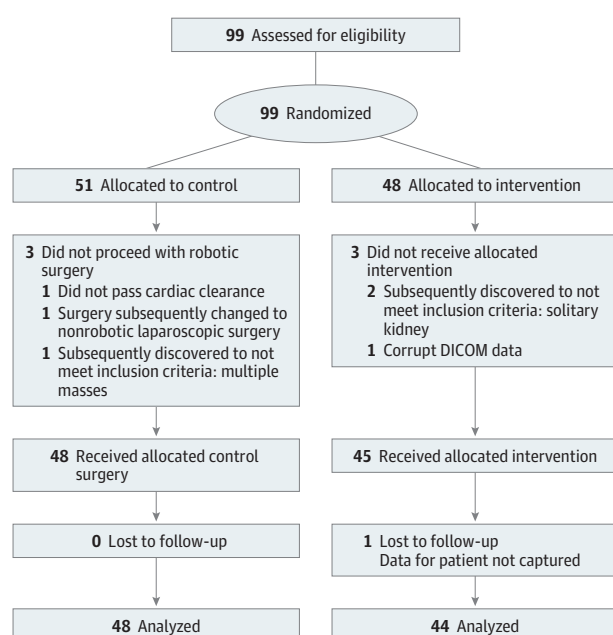 99 Assessed for eligibility
99 Randomized
51 Allocated to control
48 Allocated to intervention
3 Did not proceed with robotic
surgery
1 Did not pass cardiac clearance
1 Surgery subsequently changed to
nonrobotic laparoscopic surgery
1 Subsequently discovered to not
meet inclusion criteria: multiple
masses
3 Did not receive allocated
intervention
2 Subsequently discovered to not
meet inclusion criteria: solitary
kidney
1 Corrupt DICOM data
48 Received allocated control
surgery
45 Received allocated intervention
0 Lost to follow-up
1 Lost to follow-up
Data for patient not captured
48 Analyzed
44 Analyzed